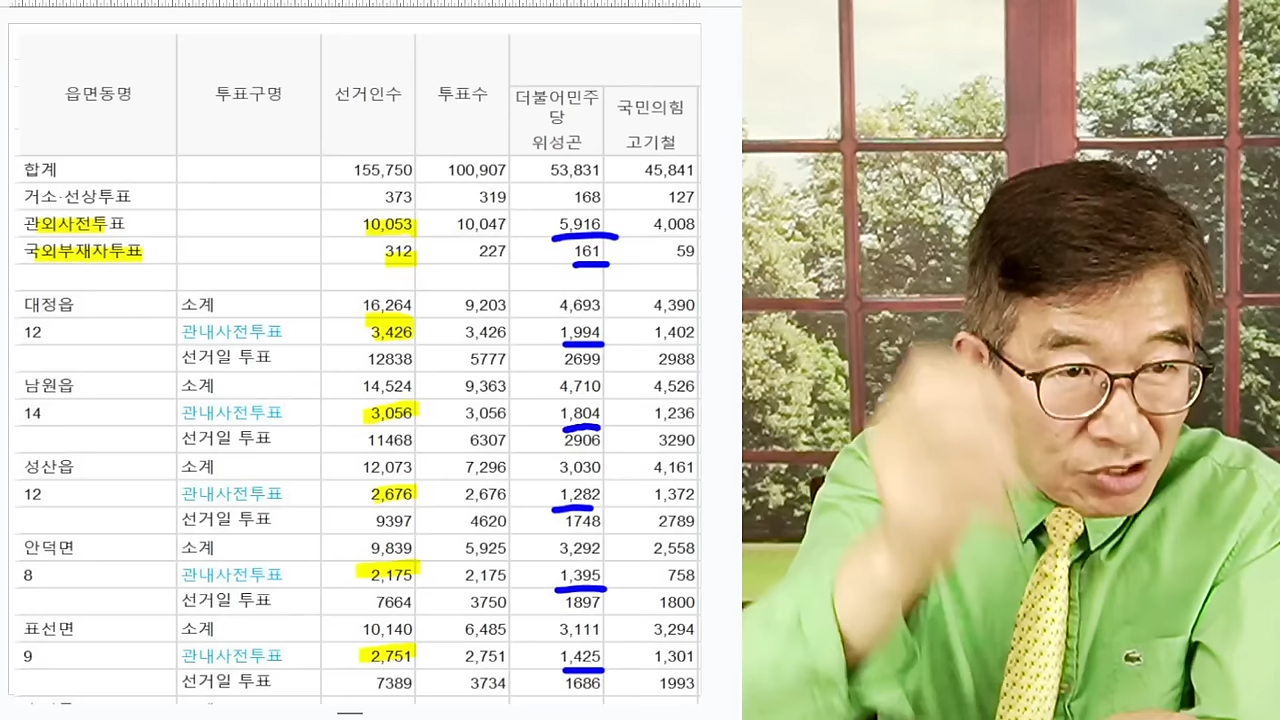 읍면동명 투표구명 선거인수 투표수 더불어민주당 위성곤 국민의힘 고기철
합계 155,750 100,907 53,831 45,841
거소·선상투표 373 319 168 127
관외사전투표 10,053 10,047 5,916 4,008
국외부재자투표 312 227 161 59
대정읍 소계 16,264 9,203 4,693 4,390
12 관내사전투표 3,426 3,426 1,994 1,402
선거일 투표 12838 5777 2699 2988
남원읍 소계 14,524 9,363 4,710 4,526
14 관내사전투표 3,056 3,056 1,804 1,236
선거일 투표 11468 6307 2906 3290
성산읍 소계 12,073 7,296 3,030 4,161
12 관내사전투표 2,676 2,676 1,282 1,372
선거일 투표 9397 4620 1748 2789
안덕면 소계 9,839 5,925 3,292 2,558
8 관내사전투표 2,175 2,175 1,395 758
선거일 투표 7664 3750 1897 1800
표선면 소계 10,140 6,485 3,111 3,294
9 관내사전투표 2,751 2,751 1,425 1,301
선거일 투표 7389 3734 1686 1993